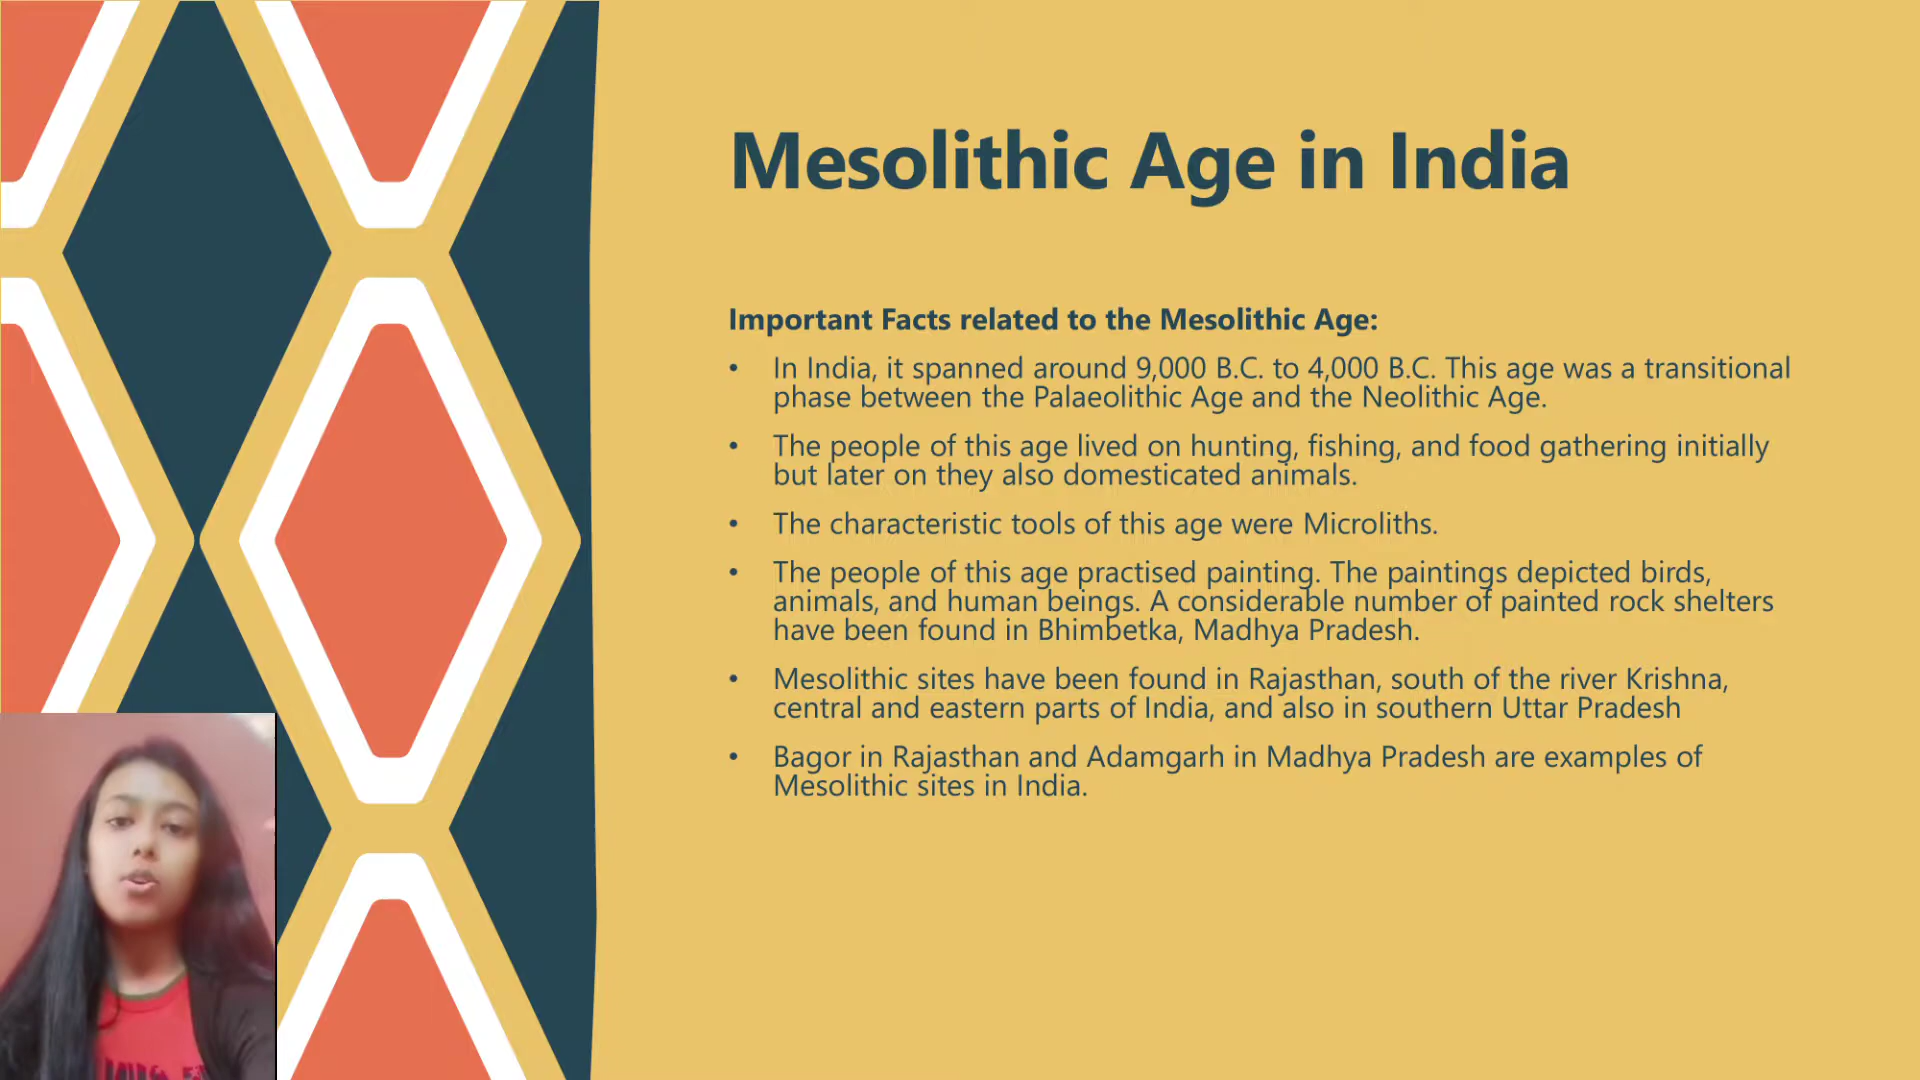 Mesolithic Age in India
Important Facts related to the Mesolithic Age:
• In India, it spanned around 9,000 B.C. to 4,000 B.C. This age was a transitional
phase between the Palaeolithic Age and the Neolithic Age.
• The people of this age lived on hunting, fishing, and food gathering initially
but later on they also domesticated animals.
• The characteristic tools of this age were Microliths.
• The people of this age practised painting. The paintings depicted birds,
animals, and human beings. A considerable number of painted rock shelters
have been found in Bhimbetka, Madhya Pradesh.
• Mesolithic sites have been found in Rajasthan, south of the river Krishna,
central and eastern parts of India, and also in southern Uttar Pradesh
• Bagor in Rajasthan and Adamgarh in Madhya Pradesh are examples of
Mesolithic sites in India.